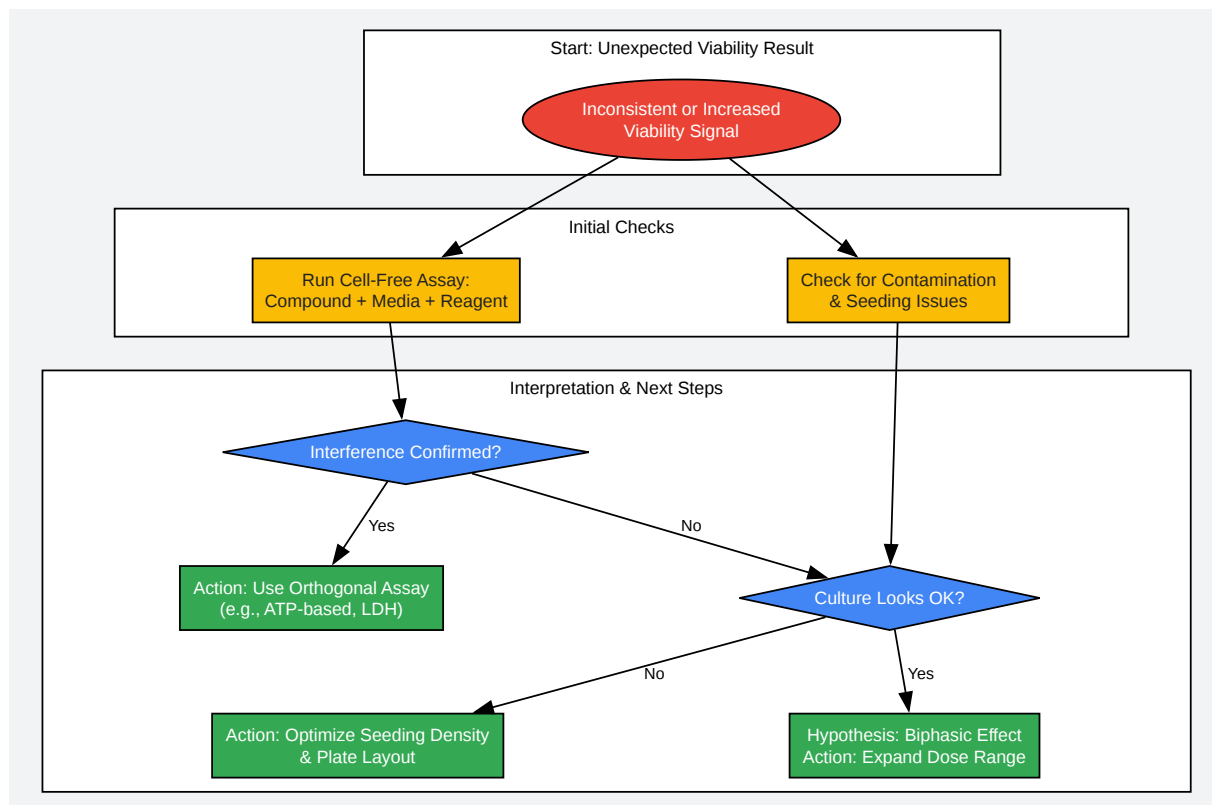 Start: Unexpected Viability Result
Inconsistent or Increased
Viability Signal
Initial Checks
Run Cell-Free Assay:
Compound + Media + Reagent
Check for Contamination
& Seeding Issues
Interpretation & Next Steps
Interference Confirmed?
Yes
No
Action: Use Orthogonal Assay
(e.g., ATP-based, LDH)
Culture Looks OK?
No
Yes
Action: Optimize Seeding Density
& Plate Layout
Hypothesis: Biphasic Effect
Action: Expand Dose Range